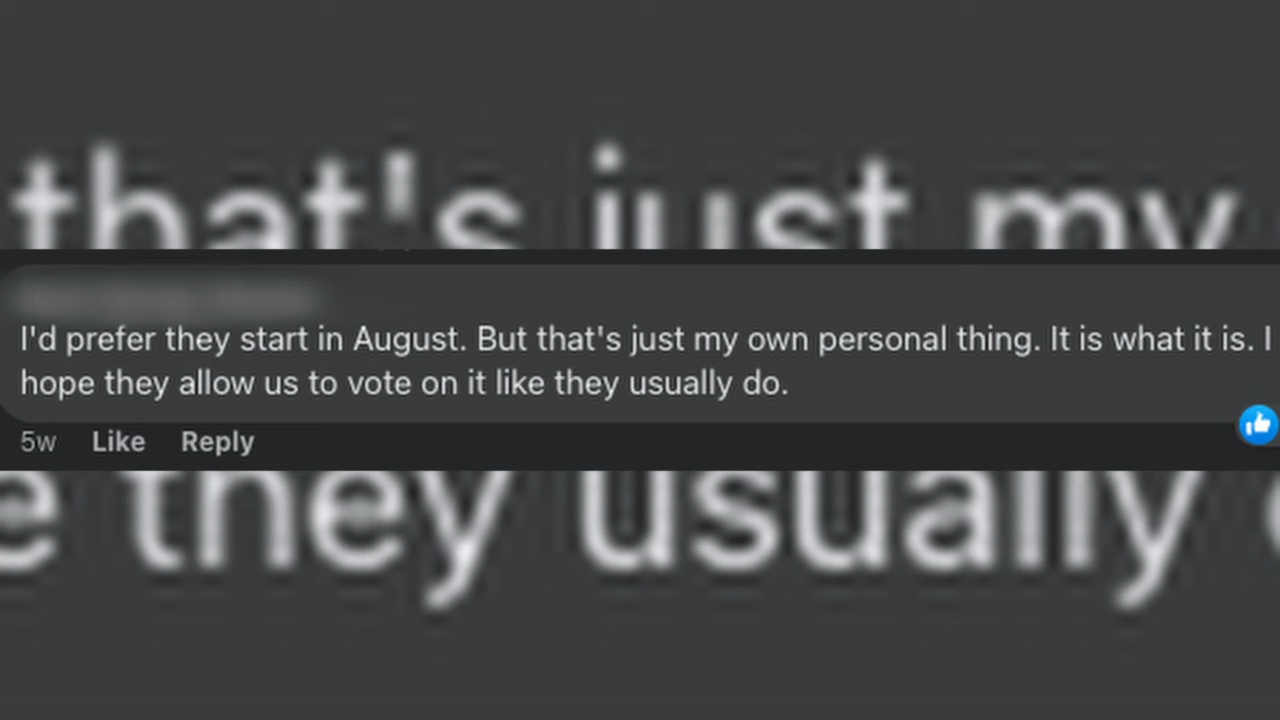 that's just my
I'd prefer they start in August. But that's just my own personal thing. It is what it is. I
hope they allow us to vote on it like they usually do.
5w Like Reply
they usually